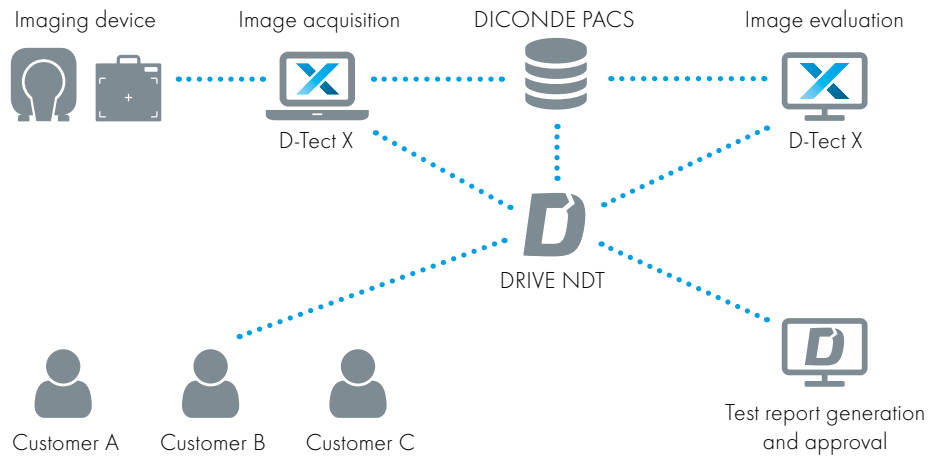 Imaging device
Image acquisition
DICONDE PACS
Image evaluation
X
X
D-Tect X
D-Tect X
D
DRIVE NDT
D
Customer A
Customer B
Customer C
Test report generation
and approval